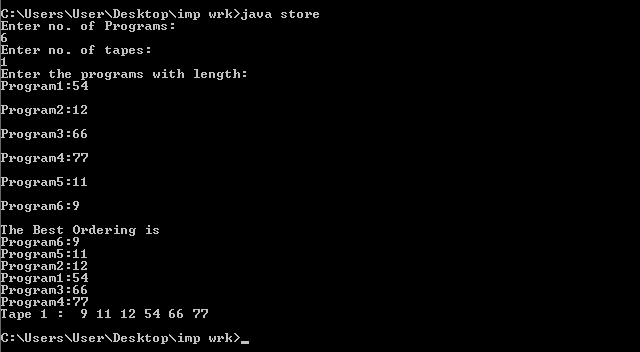 C:\Users\User\Desktop\imp wrk>java store
Enter no. of Programs:
6
Enter no. of tapes:
1
Enter the programs with length:
Program1:54
Program2:12
Program3:66
Program4:77
Program5:11
Program6:9
The Best Ordering is
Program6:9
Program5:11
Program2:12
Program1:54
Program3:66
Program4:77
Tape 1 :  9 11 12 54 66 77
C:\Users\User\Desktop\imp wrk>_